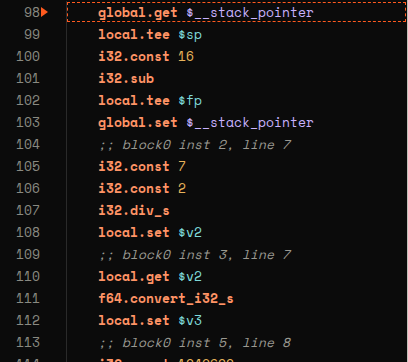 98 global.get $__stack_pointer
99 local.tee $sp
100 i32.const 16
101 i32.sub
102 local.tee $fp
103 global.set $__stack_pointer
104 ;; block0 inst 2, line 7
105 i32.const 7
106 i32.const 2
107 i32.div_s
108 local.set $v2
109 ;; block0 inst 3, line 7
110 local.get $v2
111 f64.convert_i32_s
112 local.set $v3
113 ;; block0 inst 5, line 8